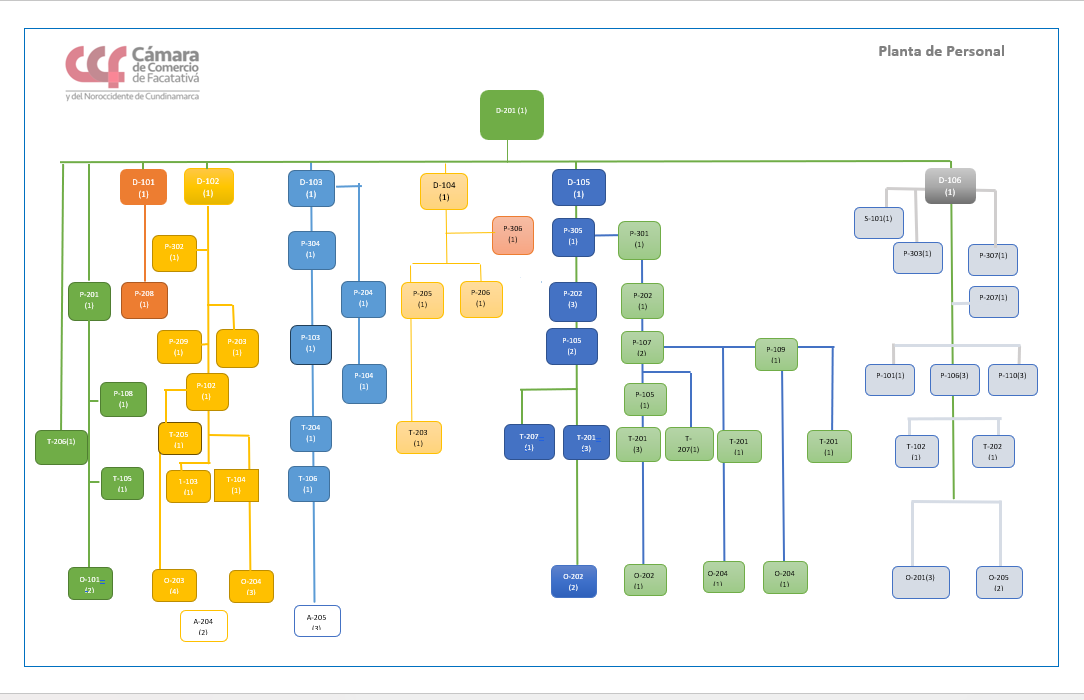 Cámara
de Comercio
de Facatativá
y del Noroccidente de Cundinamarca
Planta de Personal
D-201 (1)
D-101
(1)
D-102
(1)
D-103
(1)
D-104
(1)
D-105
(1)
D-106
(1)
S-101(1)
P-306
(1)
P-305
(1)
P-301
(1)
P-302
(1)
P-304
(1)
P-303(1)
P-307(1)
P-201
(1)
P-208
(1)
P-204
(1)
P-205
(1)
P-206
(1)
P-202
(3)
P-202
(1)
P-207(1)
P-209
(1)
P-203
(1)
P-103
(1)
P-105
(2)
P-107
(2)
P-109
(1)
P-108
(1)
P-102
(1)
P-104
(1)
P-105
(1)
P-101(1)
P-106(3)
P-110(3)
T-206(1)
T-205
(1)
T-204
(1)
T-203
(1)
T-207
(1)
T-201
(3)
T-201
(3)
T-
207(1)
T-201
(1)
T-201
(1)
T-102
(1)
T-202
(1)
T-105
(1)
T-103
(1)
T-104
(1)
T-106
(1)
O-101
(2)
O-203
(4)
O-204
(3)
O-202
(2)
O-202
(1)
O-204
(1)
O-204
(1)
O-201(3)
O-205
(2)
A-204
(2)
A-205
(3)